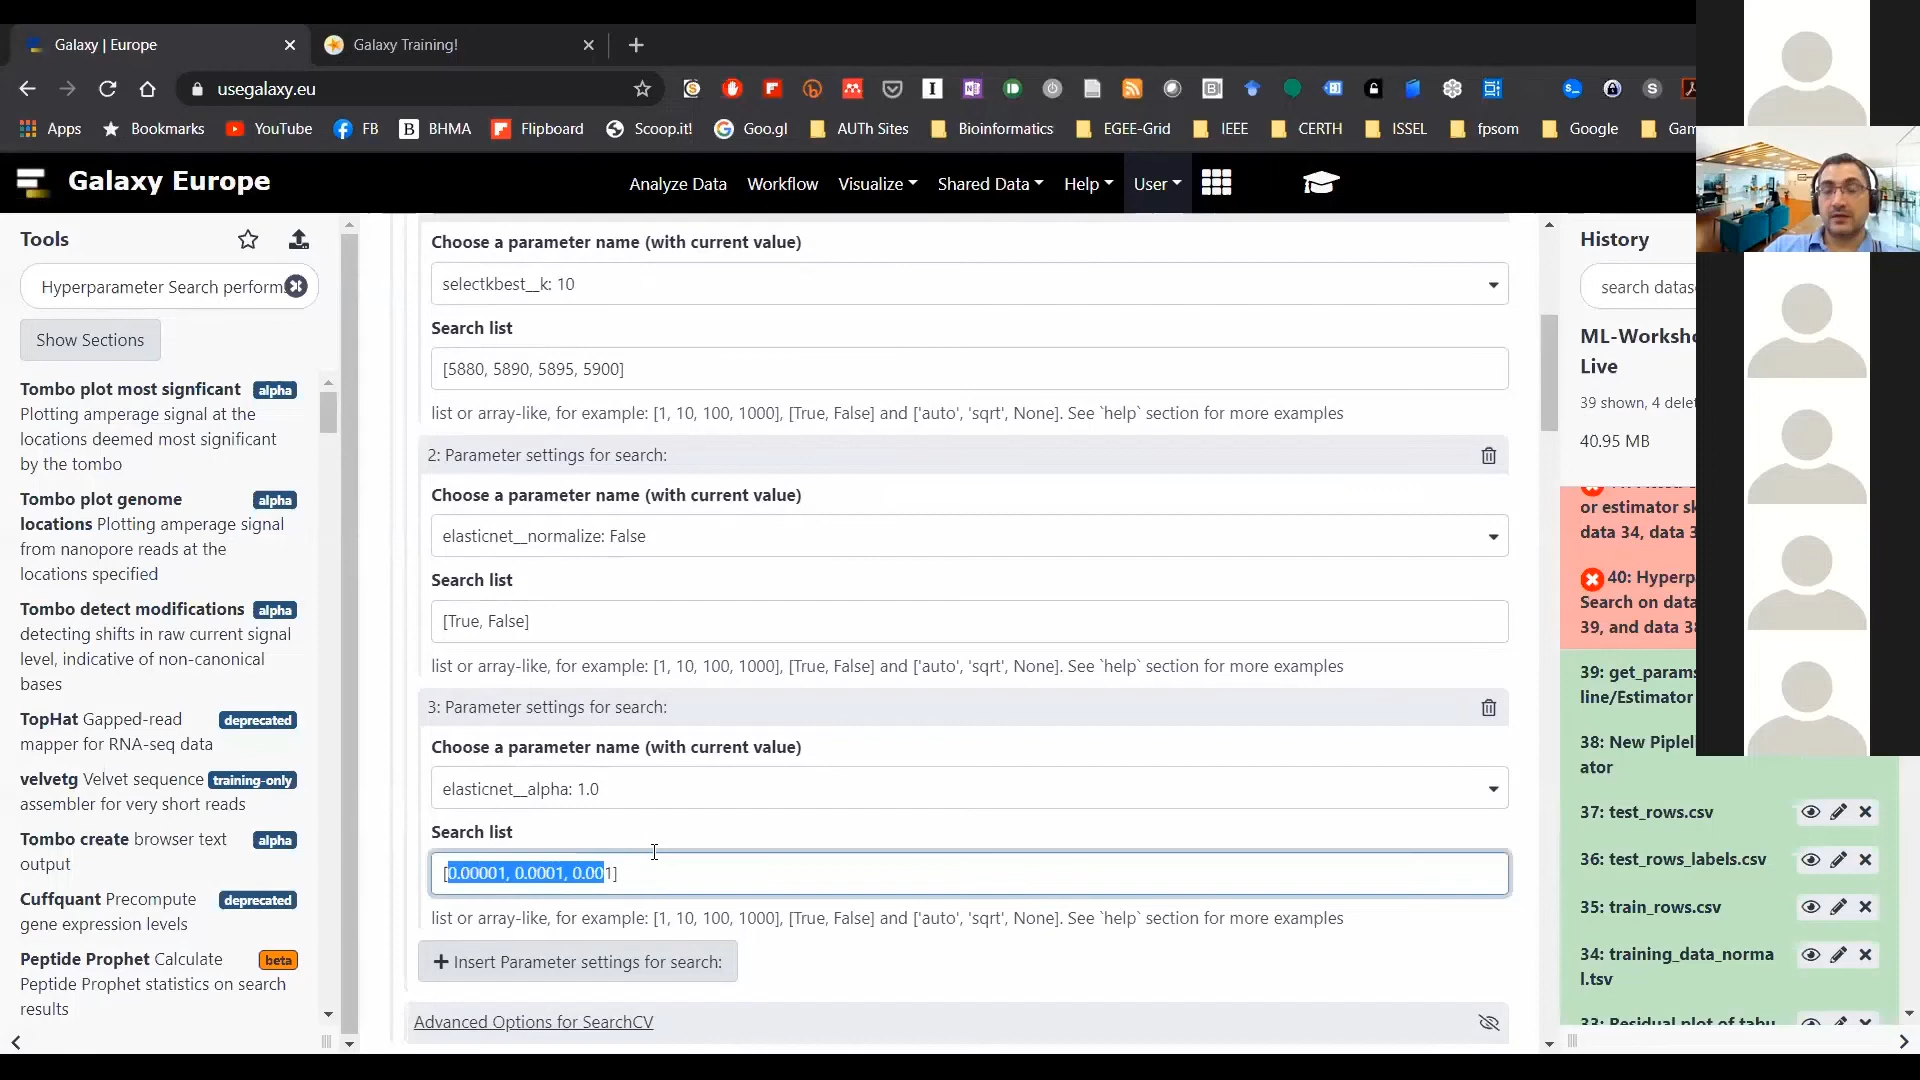 Galaxy | Europe
Galaxy Training!
usegalaxy.eu
Apps
Bookmarks
YouTube
FB
BHMA
Flipboard
Scoop.it!
Goo.gl
AUTh Sites
Bioinformatics
EGEE-Grid
IEEE
CERTH
ISSEL
fpsom
Google
Gam
Galaxy Europe
Analyze Data
Workflow
Visualize
Shared Data
Help
User
Tools
Hyperparameter Search perform
Show Sections
Tombo plot most signficant alpha
Plotting amperage signal at the
locations deemed most significant
by the tombo
Tombo plot genome alpha
locations Plotting amperage signal
from nanopore reads at the
locations specified
Tombo detect modifications alpha
detecting shifts in raw current signal
level, indicative of non-canonical
bases
TopHat Gapped-read deprecated
mapper for RNA-seq data
velvetg Velvet sequence training-only
assembler for very short reads
Tombo create browser text alpha
output
Cuffquant Precompute deprecated
gene expression levels
Peptide Prophet Calculate beta
Peptide Prophet statistics on search
results
Choose a parameter name (with current value)
selectkbest__k: 10
Search list
[5880, 5890, 5895, 5900]
list or array-like, for example: [1, 10, 100, 1000], [True, False] and ['auto', 'sqrt', None]. See `help` section for more examples
2: Parameter settings for search:
Choose a parameter name (with current value)
elasticnet__normalize: False
Search list
[True, False]
list or array-like, for example: [1, 10, 100, 1000], [True, False] and ['auto', 'sqrt', None]. See `help` section for more examples
3: Parameter settings for search:
Choose a parameter name (with current value)
elasticnet__alpha: 1.0
Search list
[0.00001, 0.0001, 0.001]
list or array-like, for example: [1, 10, 100, 1000], [True, False] and ['auto', 'sqrt', None]. See `help` section for more examples
Insert Parameter settings for search:
Advanced Options for SearchCV
History
search datas
ML-Worksho
Live
39 shown, 4 delet
40.95 MB
or estimator sk
data 34, data 3
40: Hyperp
Search on data
39, and data 38
39: get_params
line/Estimator
38: New Piplel
ator
37: test_rows.csv
36: test_rows_labels.csv
35: train_rows.csv
34: training_data_norma
l.tsv
33: Residual plot of tabu